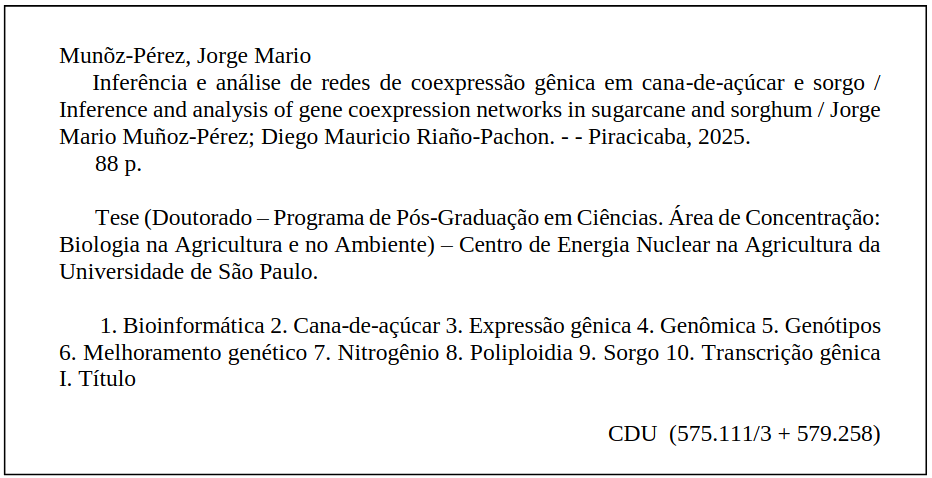 Munõz-Pérez, Jorge Mario
Inferência e análise de redes de coexpressão gênica em cana-de-açúcar e sorgo /
Inference and analysis of gene coexpression networks in sugarcane and sorghum / Jorge
Mario Muñoz-Pérez; Diego Mauricio Riaño-Pachon. - - Piracicaba, 2025.
88 p.
Tese (Doutorado – Programa de Pós-Graduação em Ciências. Área de Concentração:
Biologia na Agricultura e no Ambiente) – Centro de Energia Nuclear na Agricultura da
Universidade de São Paulo.
1. Bioinformática 2. Cana-de-açúcar 3. Expressão gênica 4. Genômica 5. Genótipos
6. Melhoramento genético 7. Nitrogênio 8. Poliploidia 9. Sorgo 10. Transcrição gênica
I. Título
CDU (575.111/3 + 579.258)